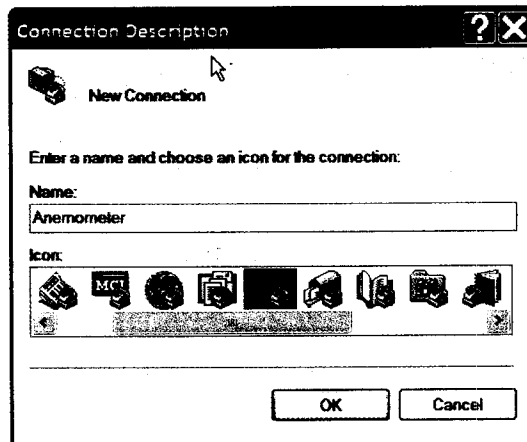 Connection Description
New Connection
Enter a name and choose an icon for the connection:
Name:
Anemometer
Icon:
MCI
OK
Cancel